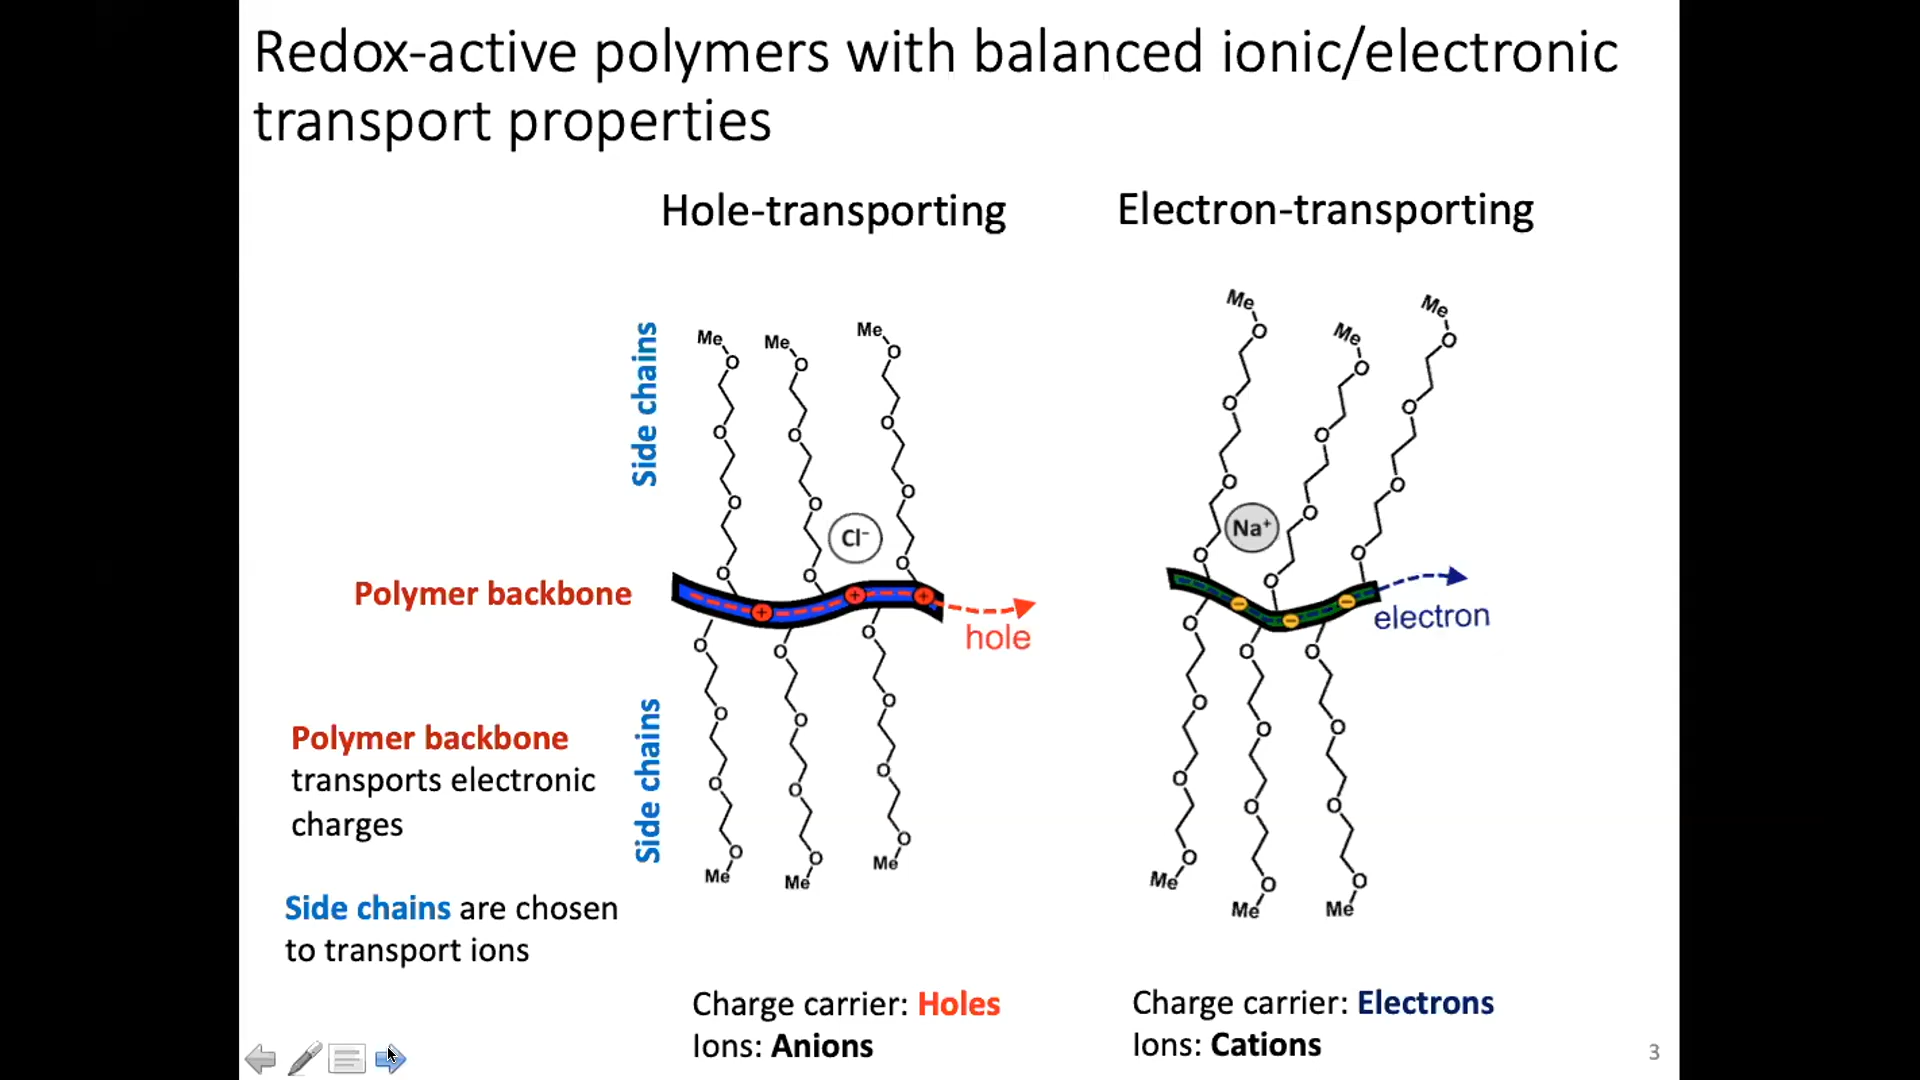 Redox-active polymers with balanced ionic/electronic
transport properties
Hole-transporting
Electron-transporting
Side chains
Me
O
O
O
O
Me
O
O
O
O
Me
O
O
O
O
Cl⁻
Polymer backbone
+
+
+
hole
Side chains
O
O
O
O
Me
O
O
O
O
Me
O
O
O
O
Me
Me
O
O
O
O
Me
O
O
O
O
Me
O
O
O
O
Na⁺
−
−
−
electron
O
O
O
O
Me
O
O
O
O
Me
O
O
O
O
Me
Polymer backbone
transports electronic
charges
Side chains are chosen
to transport ions
Charge carrier: Holes
Ions: Anions
Charge carrier: Electrons
Ions: Cations
3